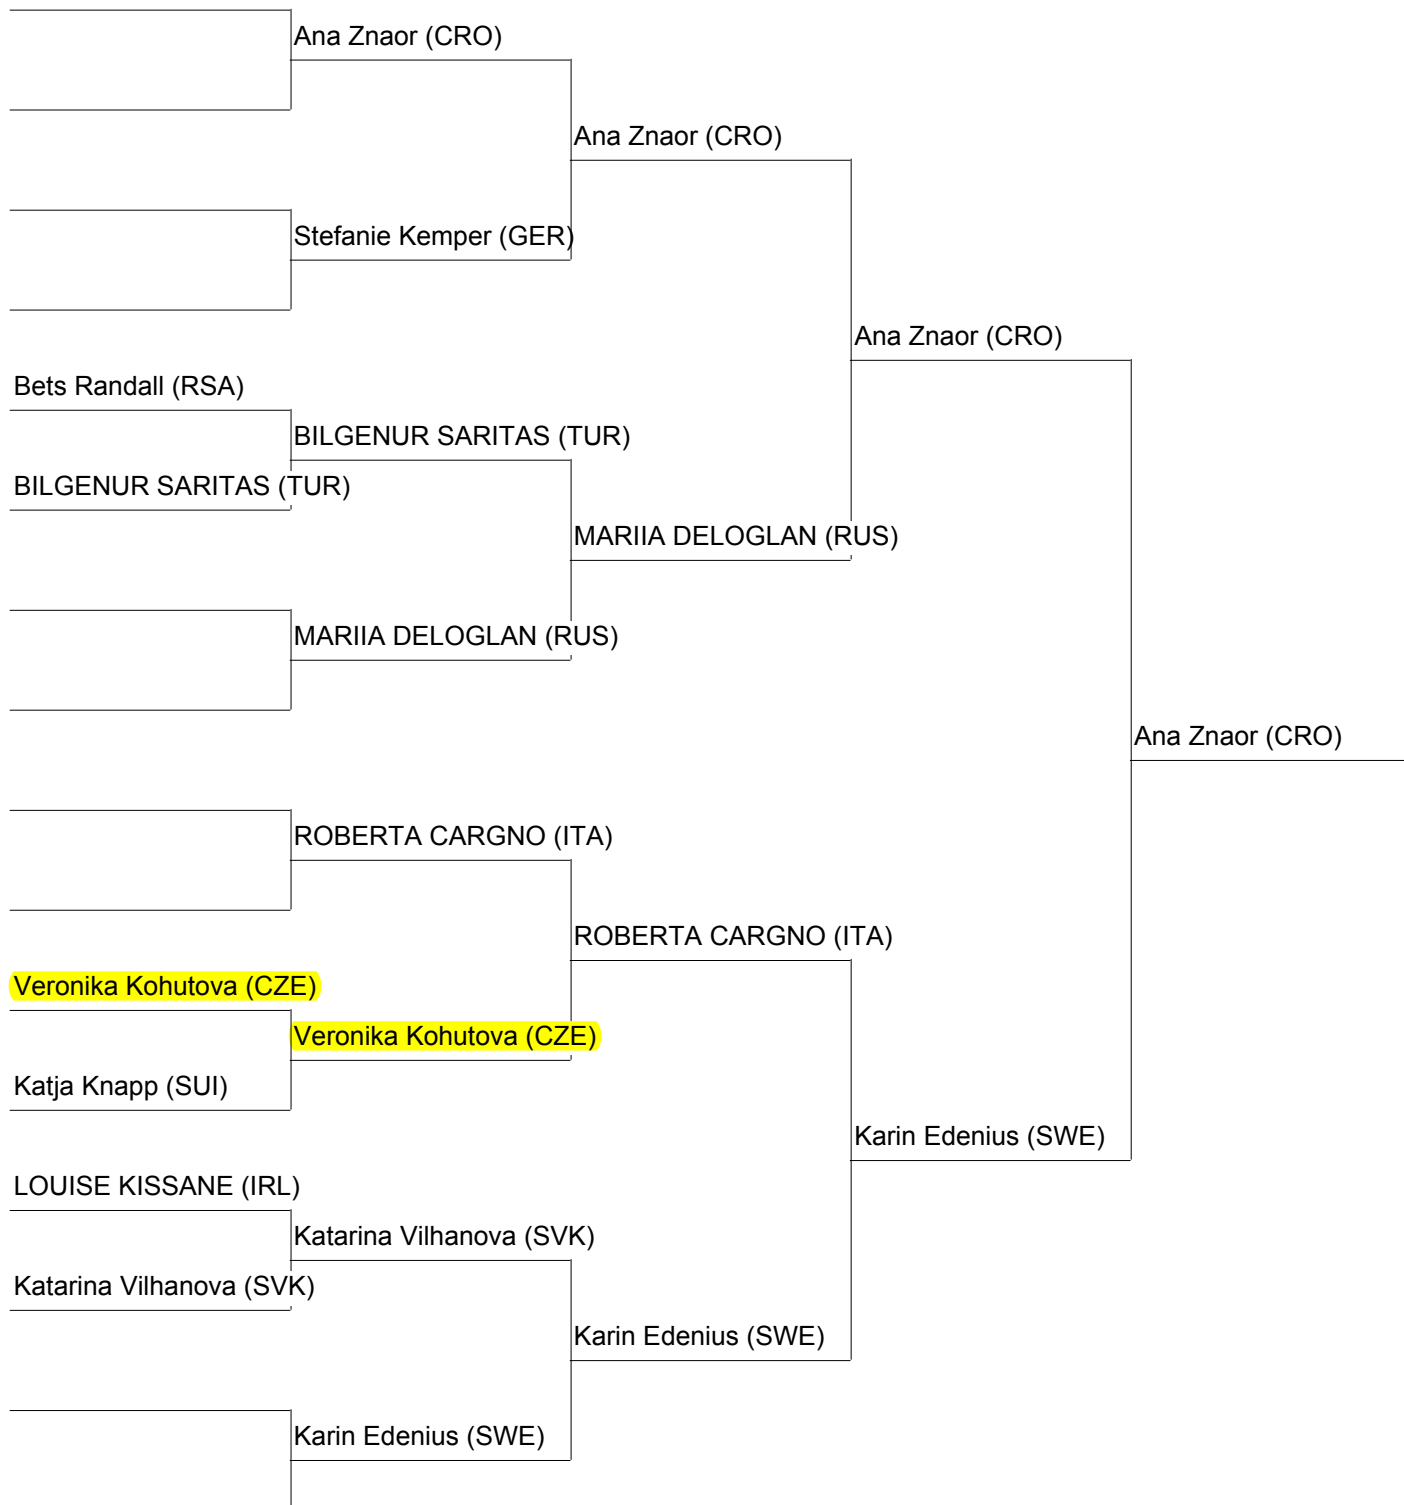 Ana Znaor (CRO)
Ana Znaor (CRO)
Stefanie Kemper (GER)
Ana Znaor (CRO)
Bets Randall (RSA)
BILGENUR SARITAS (TUR)
BILGENUR SARITAS (TUR)
MARIIA DELOGLAN (RUS)
MARIIA DELOGLAN (RUS)
Ana Znaor (CRO)
ROBERTA CARGNO (ITA)
ROBERTA CARGNO (ITA)
Veronika Kohutova (CZE)
Veronika Kohutova (CZE)
Katja Knapp (SUI)
Karin Edenius (SWE)
LOUISE KISSANE (IRL)
Katarina Vilhanova (SVK)
Katarina Vilhanova (SVK)
Karin Edenius (SWE)
Karin Edenius (SWE)